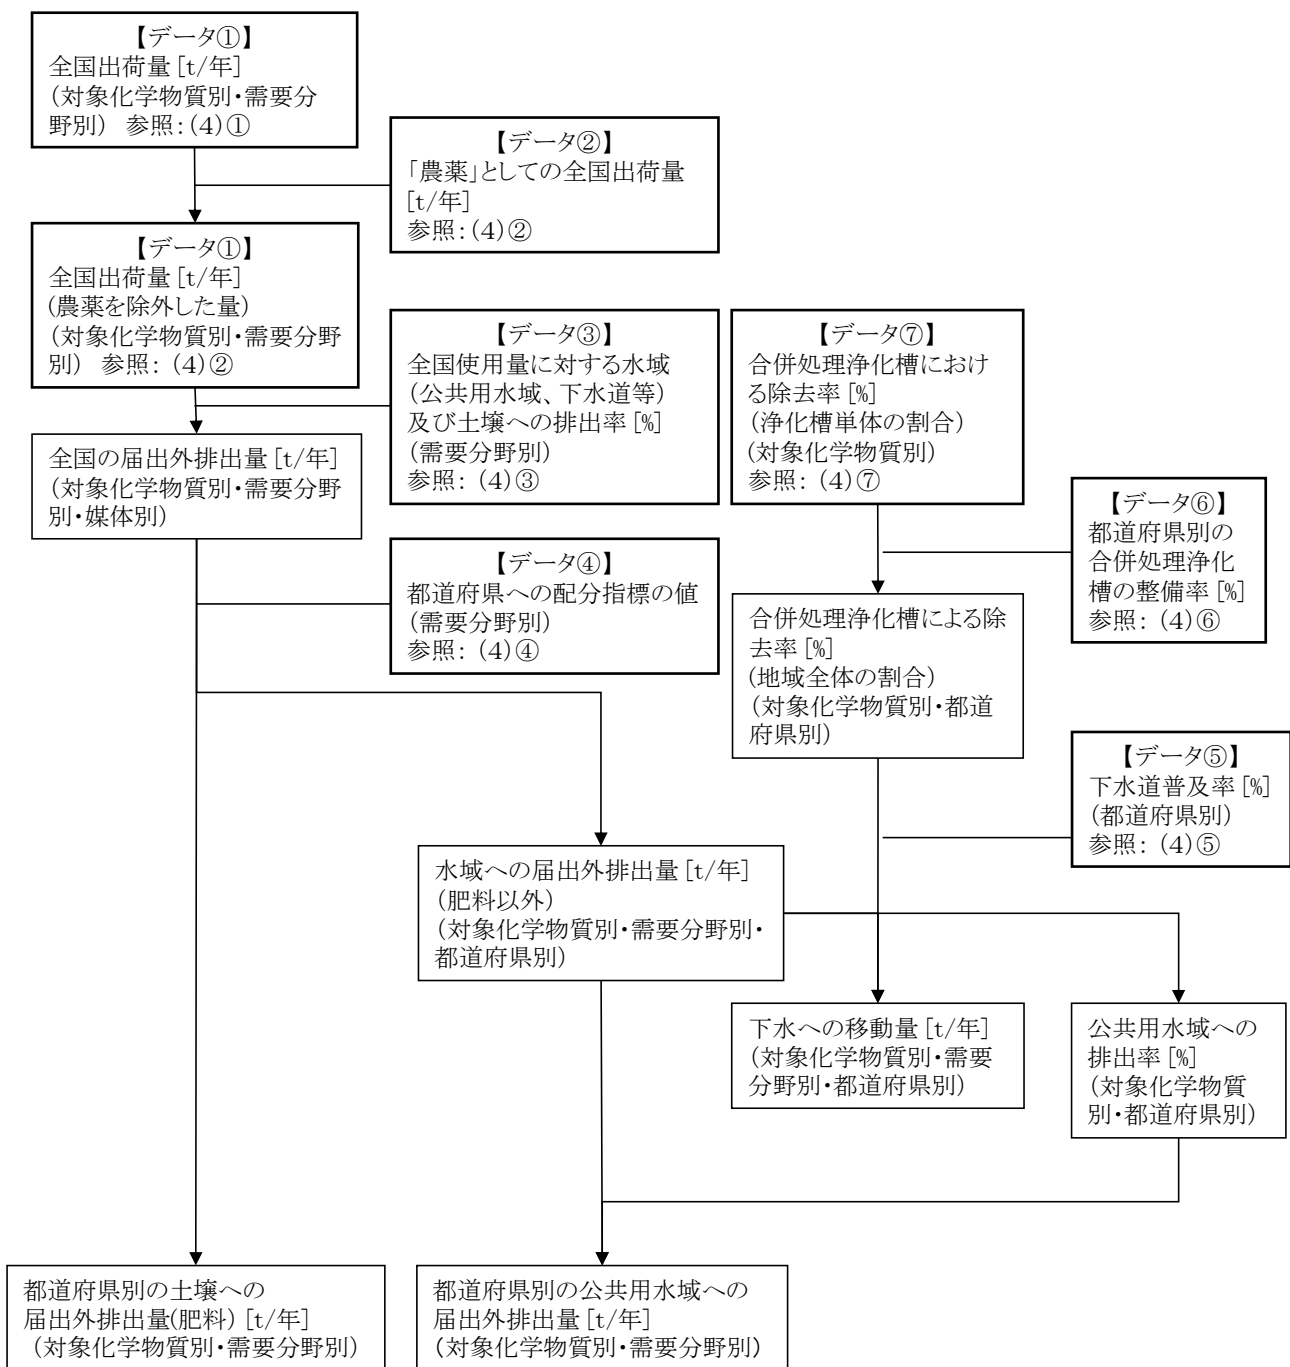 【データ①】
全国出荷量[t/年]
(対象化学物質別・需要分
野別) 参照:(4)①
【データ②】
「農薬」としての全国出荷量
[t/年]
参照:(4)②
【データ①】
全国出荷量[t/年]
(農薬を除外した量)
(対象化学物質別・需要分野
別) 参照: (4)②
【データ③】
全国使用量に対する水域
(公共用水域、下水道等)
及び土壌への排出率[%]
(需要分野別)
参照: (4)③
【データ⑦】
合併処理浄化槽におけ
る除去率[%]
(浄化槽単体の割合)
(対象化学物質別)
参照: (4)⑦
全国の届出外排出量[t/年]
(対象化学物質別・需要分野
別・媒体別)
【データ⑥】
都道府県別の
合併処理浄化
槽の整備率[%]
参照: (4)⑥
【データ④】
都道府県への配分指標の値
(需要分野別)
参照: (4)④
合併処理浄化槽による除
去率[%]
(地域全体の割合)
(対象化学物質別・都道
府県別)
【データ⑤】
下水道普及率[%]
(都道府県別)
参照: (4)⑤
水域への届出外排出量[t/年]
(肥料以外)
(対象化学物質別・需要分野別・
都道府県別)
下水への移動量[t/年]
(対象化学物質別・需要
分野別・都道府県別)
公共用水域への
排出率[%]
(対象化学物質
別・都道府県別)
都道府県別の土壌への
届出外排出量(肥料)[t/年]
(対象化学物質別・需要分野別)
都道府県別の公共用水域への
届出外排出量[t/年]
(対象化学物質別・需要分野別)